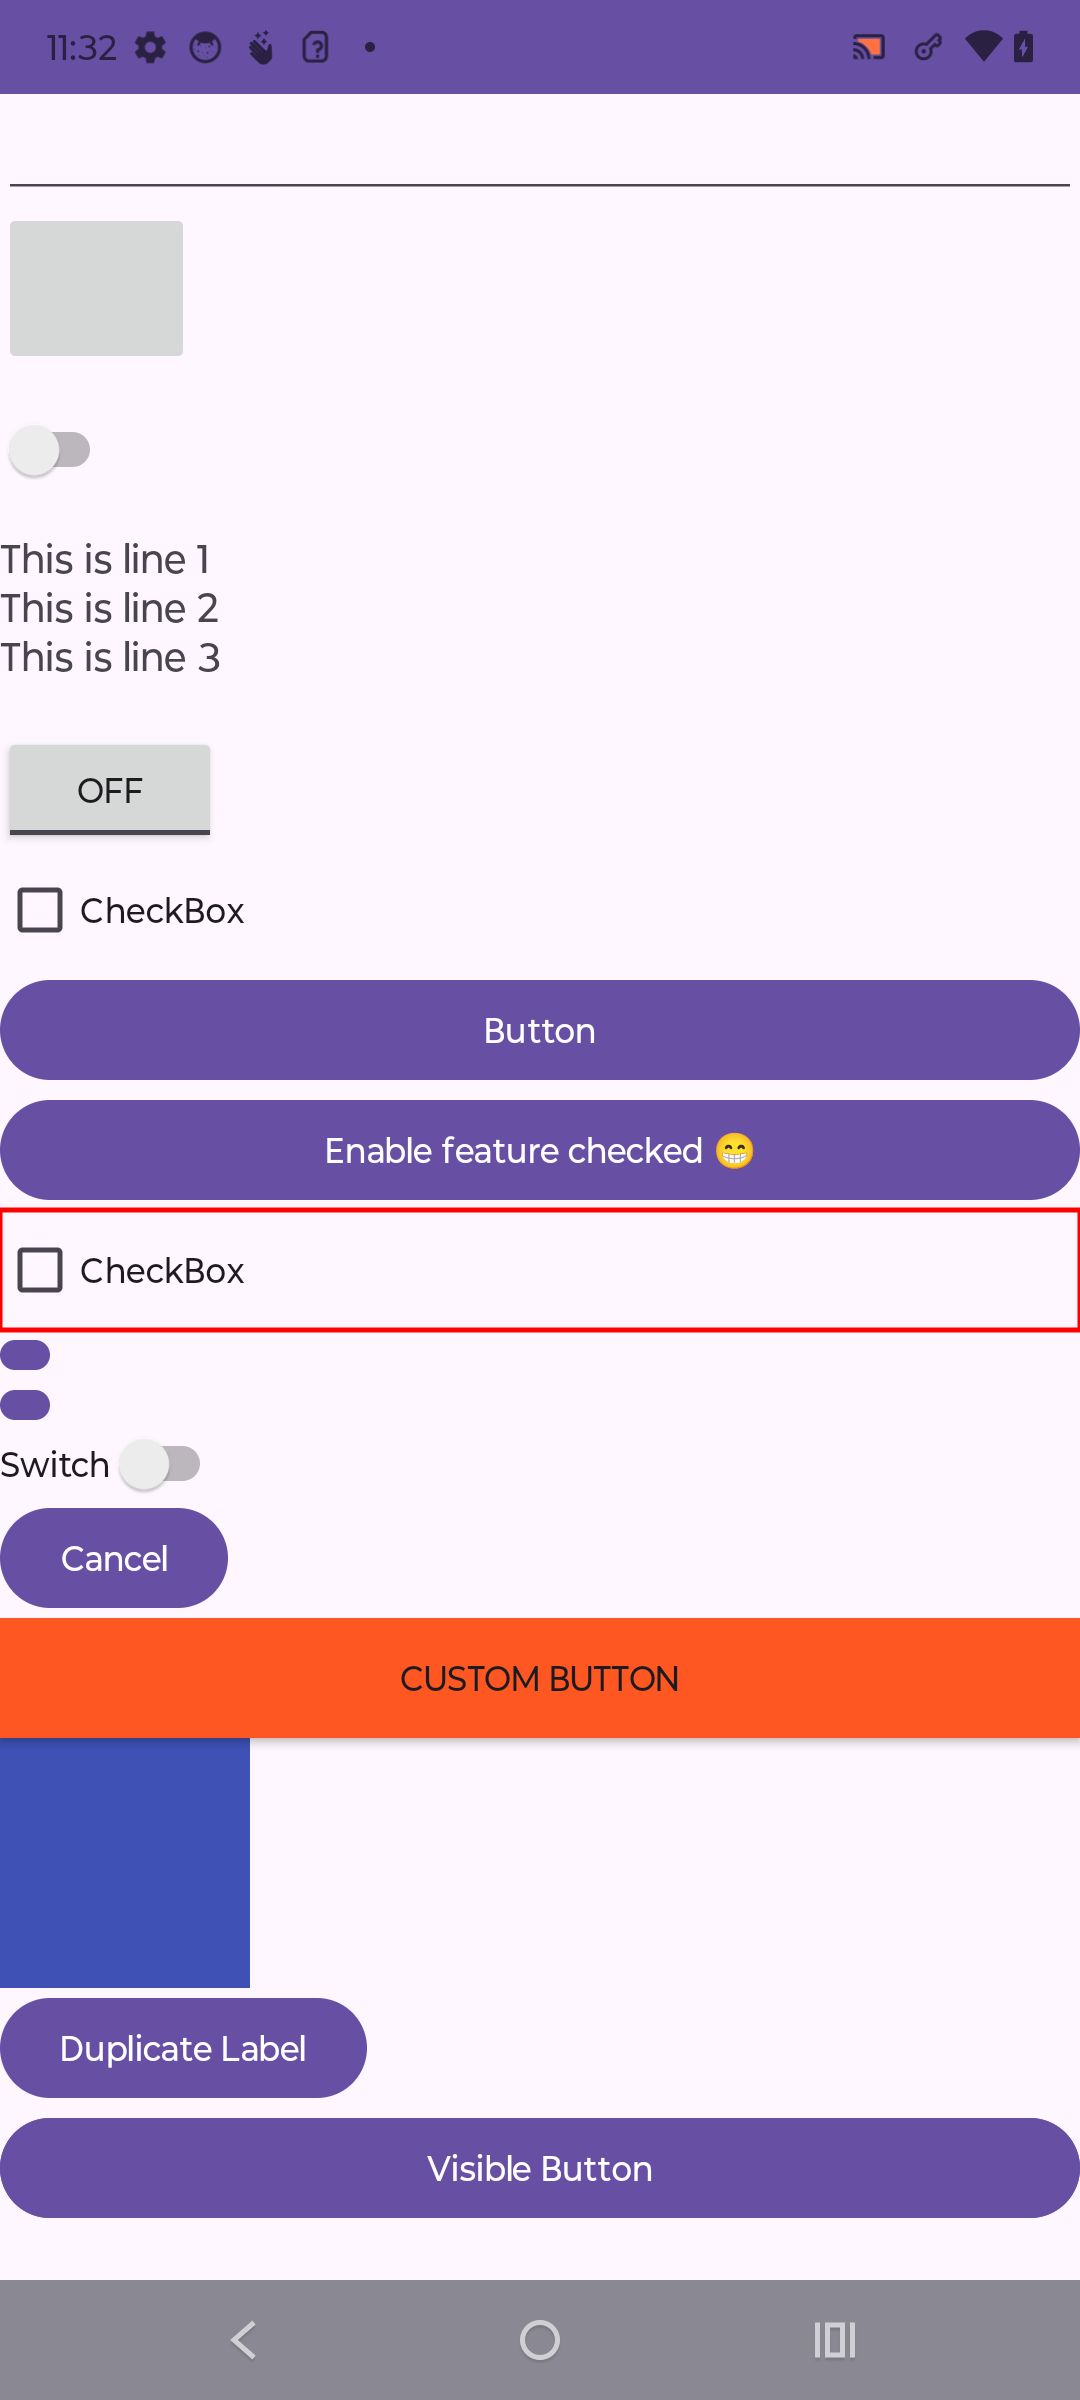 11:32
This is line 1
This is line 2
This is line 3
OFF
CheckBox
Button
Enable feature checked 😁
CheckBox
Switch
Cancel
CUSTOM BUTTON
Duplicate Label
Visible Button